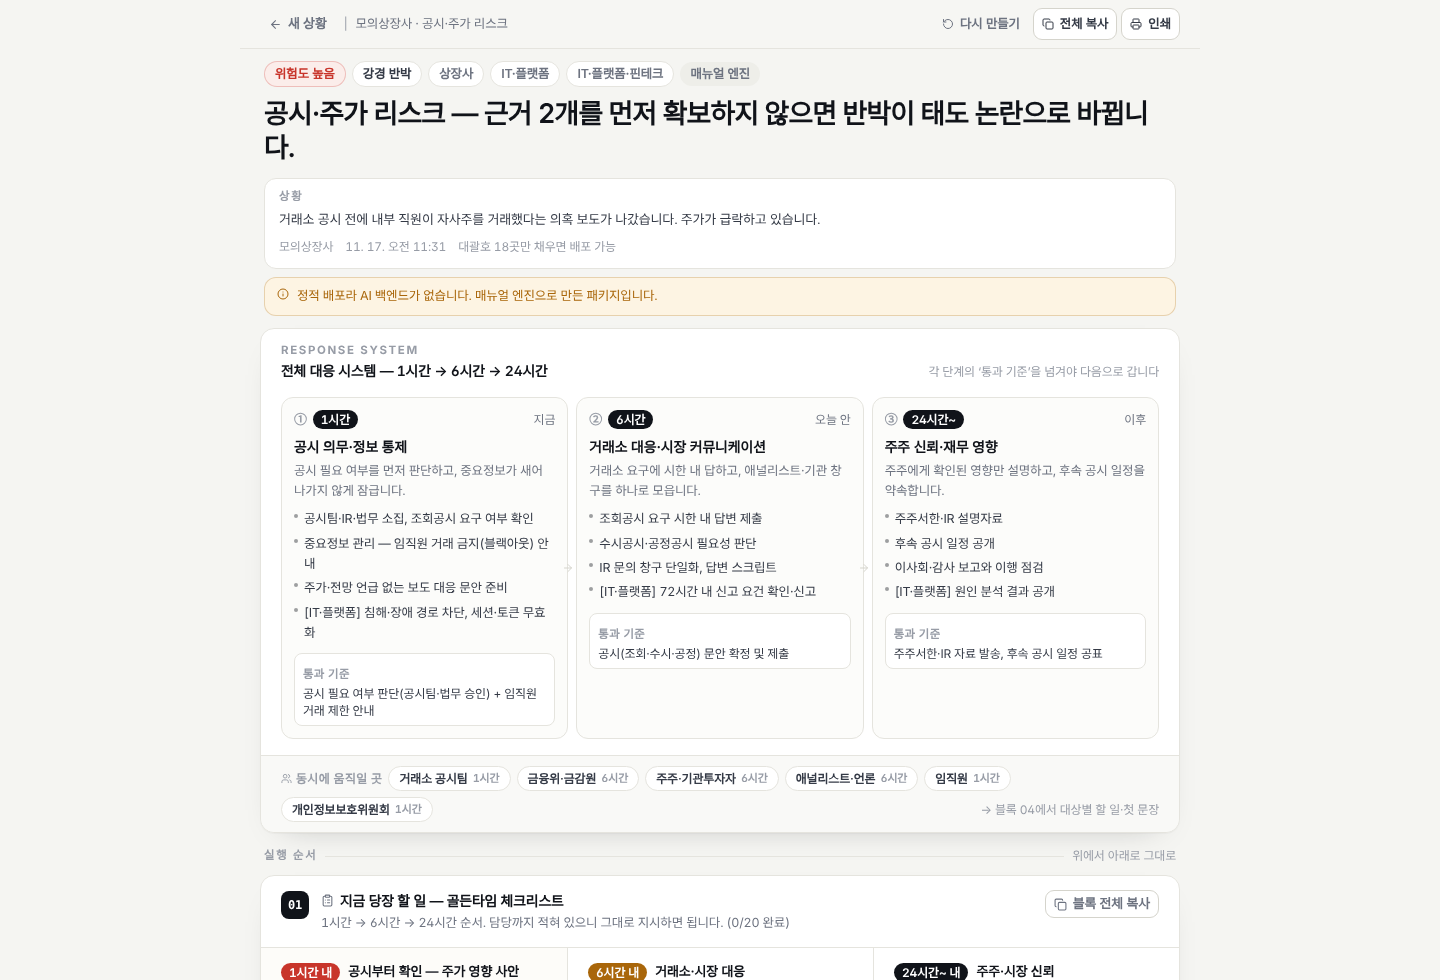 새 상황 | 모의상장사 · 공시·주가 리스크 다시 만들기 전체 복사 인쇄
위험도 높음 강경 반박 상장사 IT·플랫폼 IT·플랫폼·핀테크 매뉴얼 엔진
공시·주가 리스크 — 근거 2개를 먼저 확보하지 않으면 반박이 태도 논란으로 바뀝니
다.
상황
거래소 공시 전에 내부 직원이 자사주를 거래했다는 의혹 보도가 나갔습니다. 주가가 급락하고 있습니다.
모의상장사 11. 17. 오전 11:31 대괄호 18곳만 채우면 배포 가능
정적 배포라 AI 백엔드가 없습니다. 매뉴얼 엔진으로 만든 패키지입니다.
RESPONSE SYSTEM
전체 대응 시스템 — 1시간 → 6시간 → 24시간 각 단계의 '통과 기준'을 넘겨야 다음으로 갑니다
① 1시간 지금
공시 의무·정보 통제
공시 필요 여부를 먼저 판단하고, 중요정보가 새어
나가지 않게 잠급니다.
공시팀·IR·법무 소집, 조회공시 요구 여부 확인
중요정보 관리 — 임직원 거래 금지(블랙아웃) 안
내
주가·전망 언급 없는 보도 대응 문안 준비
[IT·플랫폼] 침해·장애 경로 차단, 세션·토큰 무효
화
통과 기준
공시 필요 여부 판단(공시팀·법무 승인) + 임직원
거래 제한 안내
② 6시간 오늘 안
거래소 대응·시장 커뮤니케이션
거래소 요구에 시한 내 답하고, 애널리스트·기관 창
구를 하나로 모읍니다.
조회공시 요구 시한 내 답변 제출
수시공시·공정공시 필요성 판단
IR 문의 창구 단일화, 답변 스크립트
[IT·플랫폼] 72시간 내 신고 요건 확인·신고
통과 기준
공시(조회·수시·공정) 문안 확정 및 제출
③ 24시간~ 이후
주주 신뢰·재무 영향
주주에게 확인된 영향만 설명하고, 후속 공시 일정을
약속합니다.
주주서한·IR 설명자료
후속 공시 일정 공개
이사회·감사 보고와 이행 점검
[IT·플랫폼] 원인 분석 결과 공개
통과 기준
주주서한·IR 자료 발송, 후속 공시 일정 공표
동시에 움직일 곳 거래소 공시팀 1시간 금융위·금감원 6시간 주주·기관투자자 6시간 애널리스트·언론 6시간 임직원 1시간
개인정보보호위원회 1시간 → 블록 04에서 대상별 할 일·첫 문장
실행 순서 위에서 아래로 그대로
01 지금 당장 할 일 — 골든타임 체크리스트 블록 전체 복사
1시간 → 6시간 → 24시간 순서. 담당까지 적혀 있으니 그대로 지시하면 됩니다. (0/20 완료)
1시간 내 공시부터 확인 — 주가 영향 사안 6시간 내 거래소·시장 대응 24시간~ 내 주주·시장 신뢰